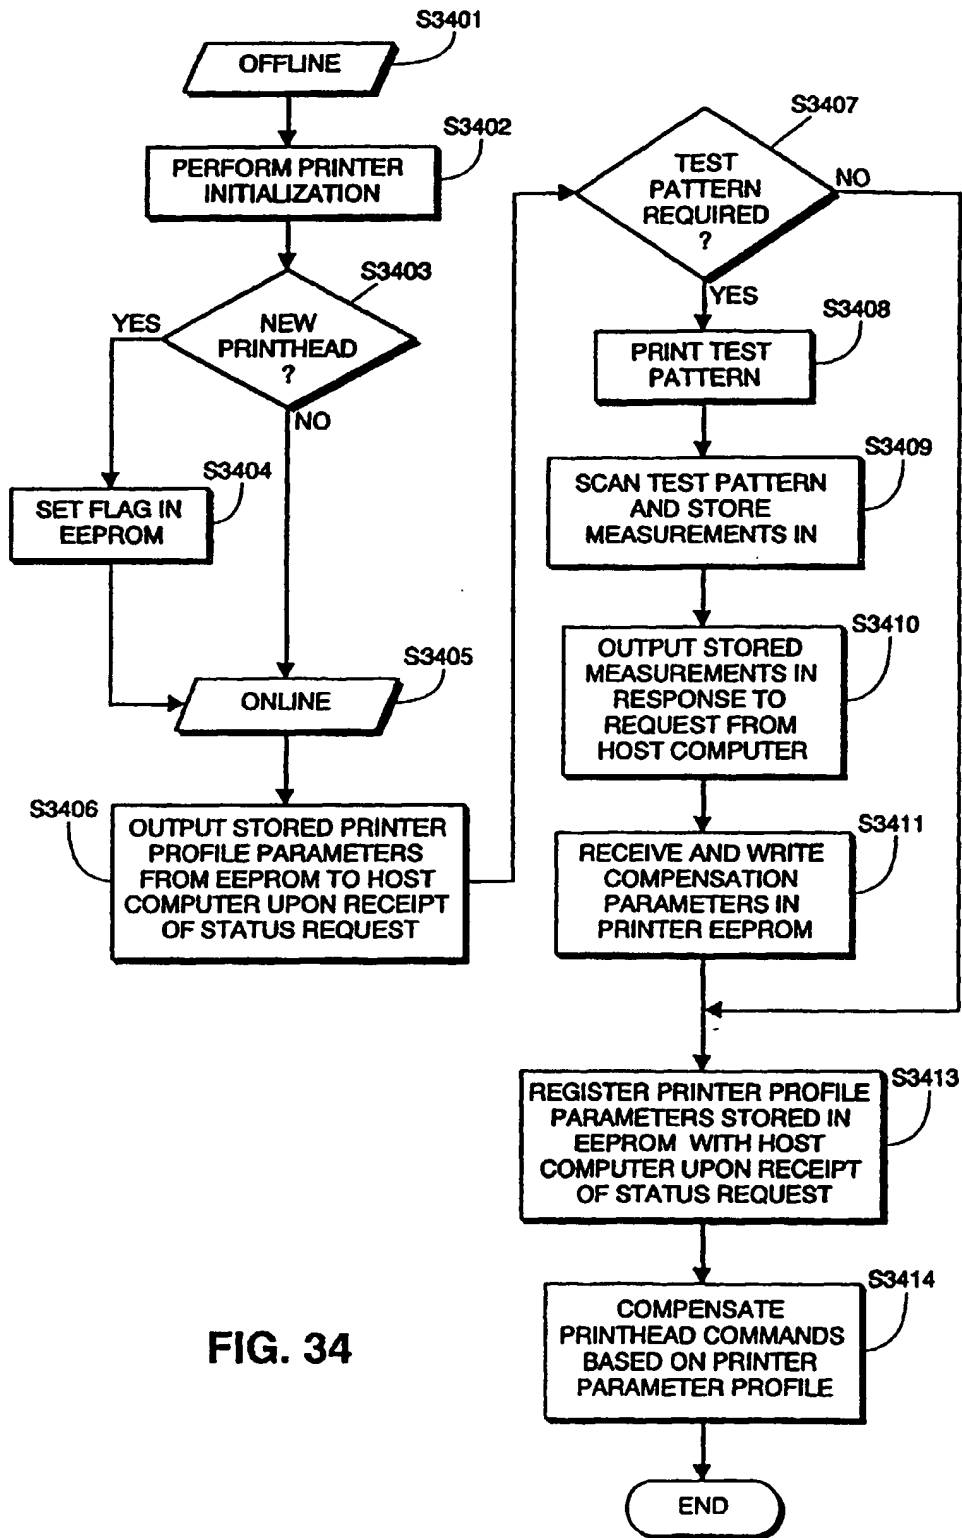 S3401
OFFLINE
S3402
PERFORM PRINTER
INITIALIZATION
S3403
YES
NEW
PRINTHEAD
?
NO
S3404
SET FLAG IN
EEPROM
S3405
ONLINE
S3406
OUTPUT STORED PRINTER
PROFILE PARAMETERS
FROM EEPROM TO HOST
COMPUTER UPON RECEIPT
OF STATUS REQUEST
S3407
TEST
PATTERN
REQUIRED
?
NO
YES
S3408
PRINT TEST
PATTERN
S3409
SCAN TEST PATTERN
AND STORE
MEASUREMENTS IN
S3410
OUTPUT STORED
MEASUREMENTS IN
RESPONSE TO
REQUEST FROM
HOST COMPUTER
S3411
RECEIVE AND WRITE
COMPENSATION
PARAMETERS IN
PRINTER EEPROM
S3413
REGISTER PRINTER PROFILE
PARAMETERS STORED IN
EEPROM WITH HOST
COMPUTER UPON RECEIPT
OF STATUS REQUEST
S3414
COMPENSATE
PRINTHEAD COMMANDS
BASED ON PRINTER
PARAMETER PROFILE
END
FIG. 34